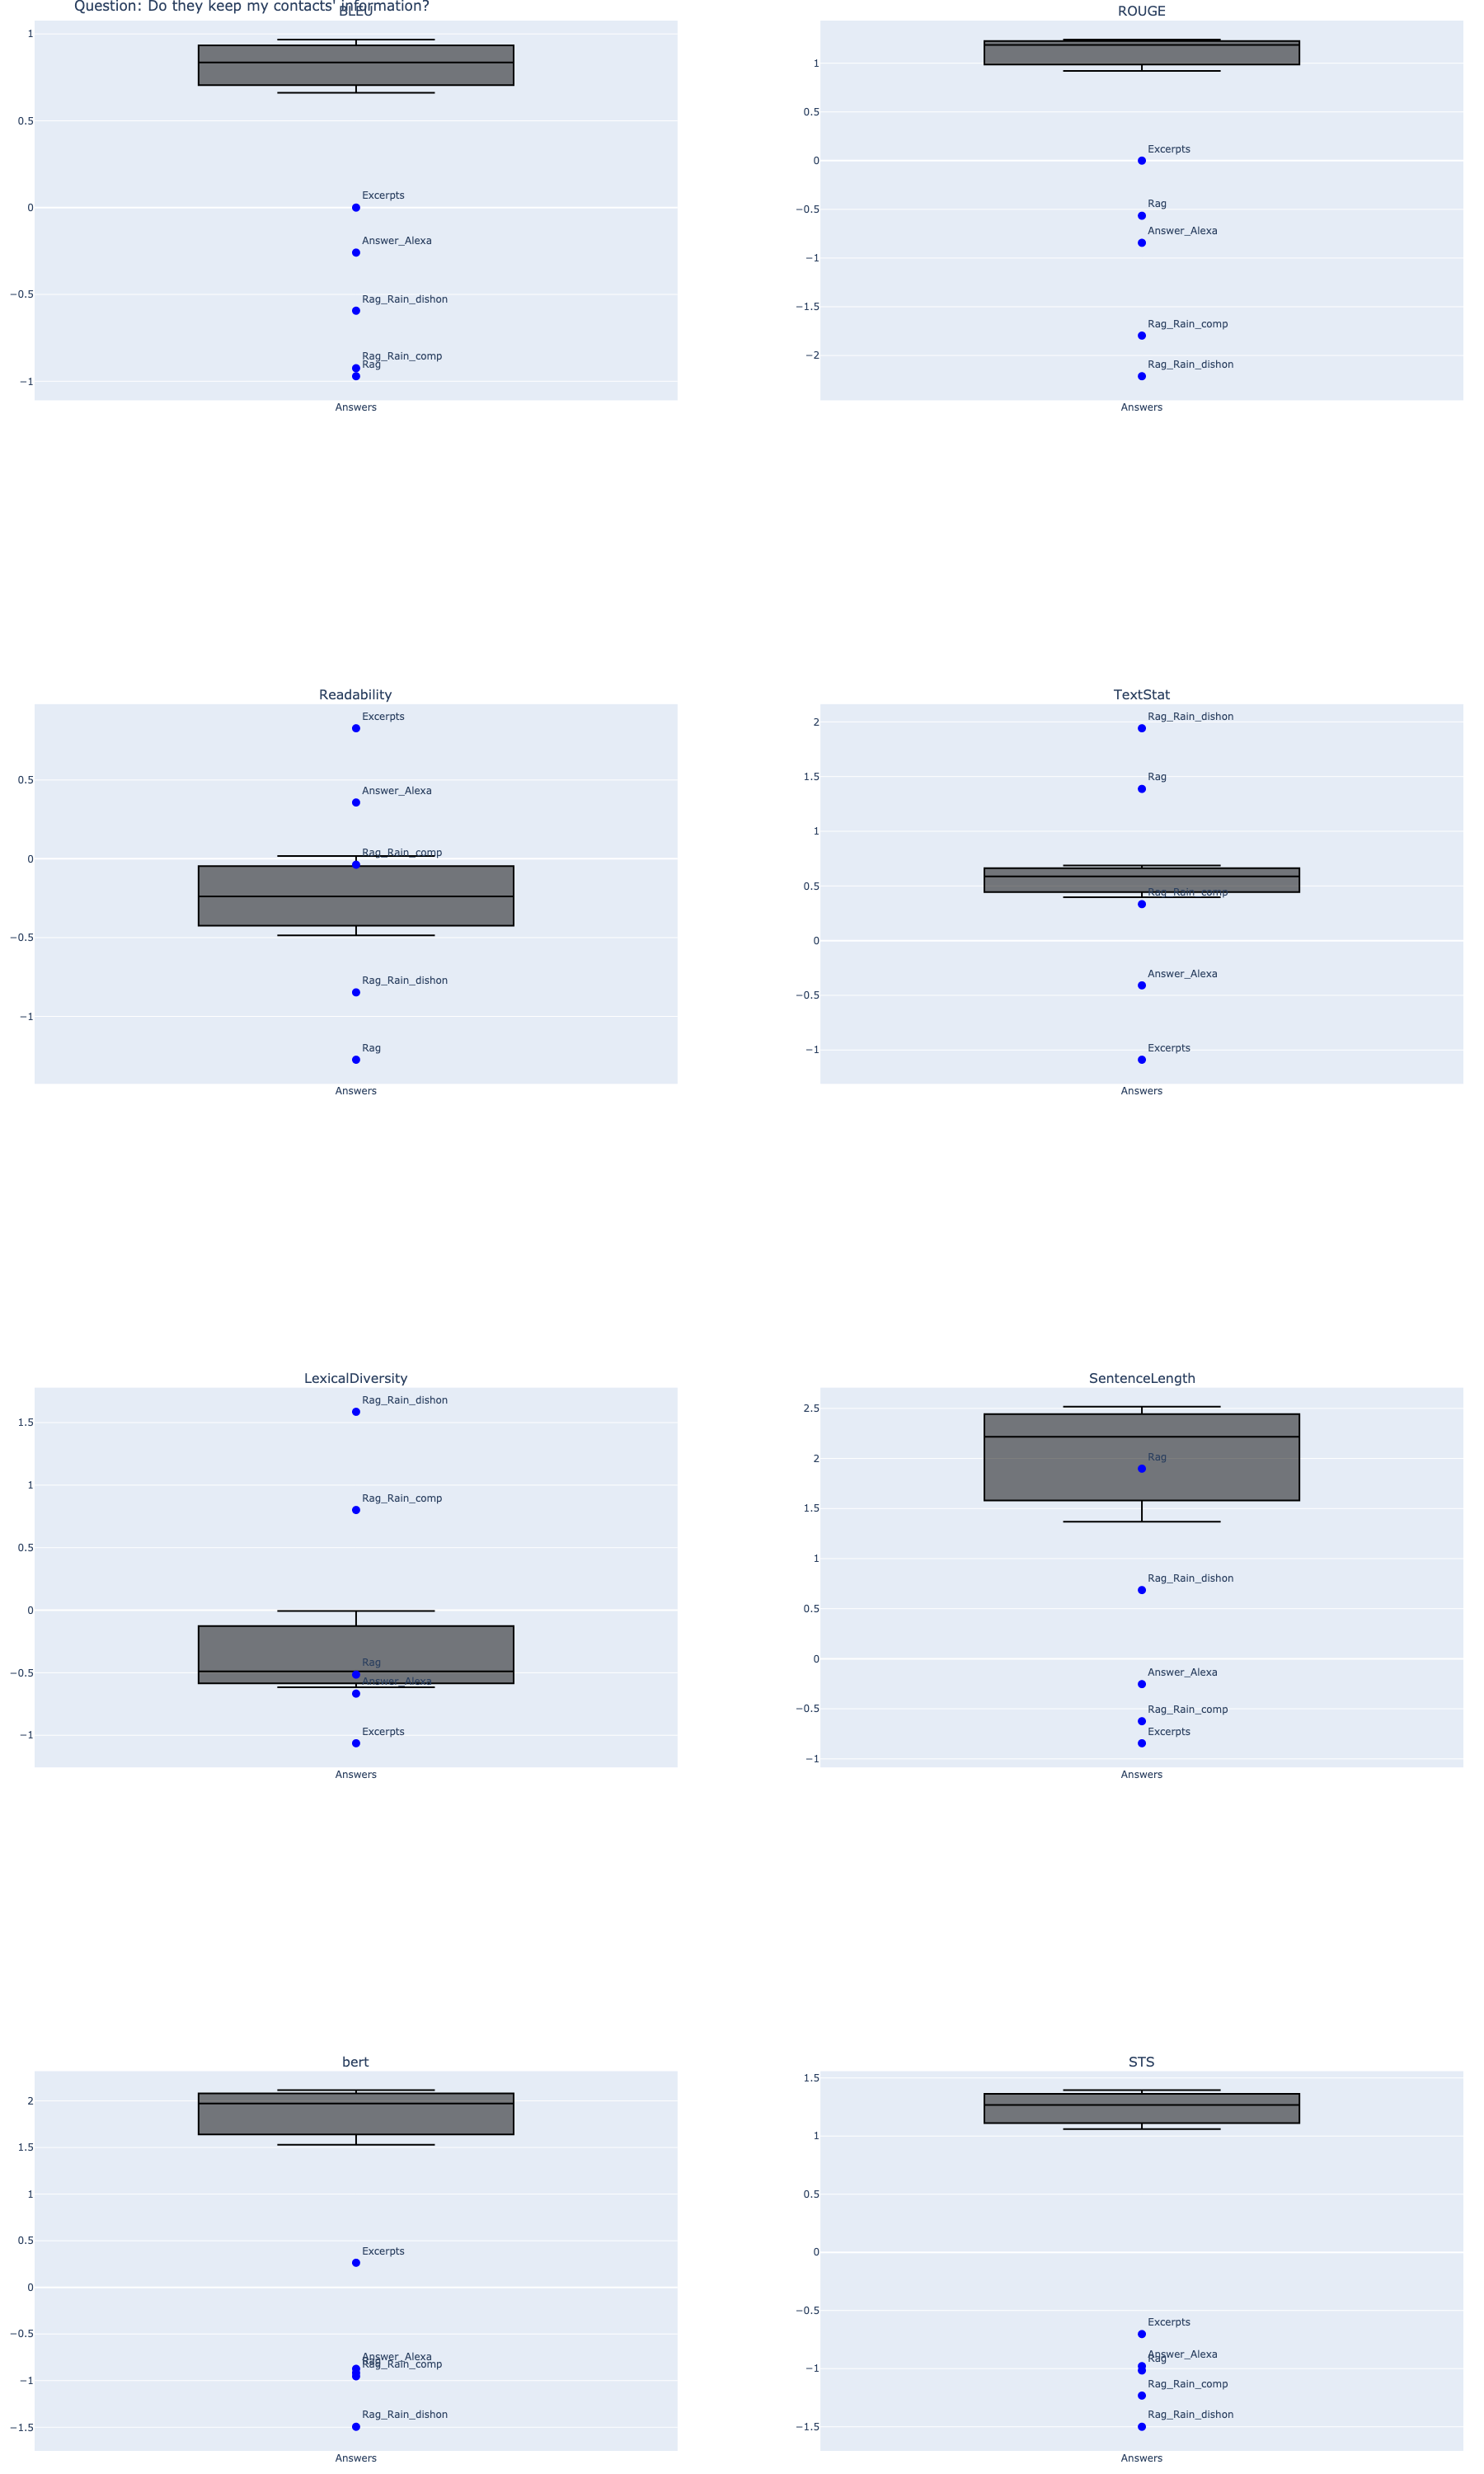 Question: Do they keep my contacts' information?
BLEU
1
0.5
0
−0.5
−1
Excerpts
Answer_Alexa
Rag_Rain_dishon
Rag_Rain_comp
Rag
Answers
ROUGE
1
0.5
0
−0.5
−1
−1.5
−2
Excerpts
Rag
Answer_Alexa
Rag_Rain_comp
Rag_Rain_dishon
Answers
Readability
0.5
0
−0.5
−1
Excerpts
Answer_Alexa
Rag_Rain_comp
Rag_Rain_dishon
Rag
Answers
TextStat
2
1.5
1
0.5
0
−0.5
−1
Rag_Rain_dishon
Rag
Rag_Rain_comp
Answer_Alexa
Excerpts
Answers
LexicalDiversity
1.5
1
0.5
0
−0.5
−1
Rag_Rain_dishon
Rag_Rain_comp
Rag
Answer_Alexa
Excerpts
Answers
SentenceLength
2.5
2
1.5
1
0.5
0
−0.5
−1
Rag
Rag_Rain_dishon
Answer_Alexa
Rag_Rain_comp
Excerpts
Answers
bert
2
1.5
1
0.5
0
−0.5
−1
−1.5
Excerpts
Answer_Alexa
Rag
Rag_Rain_comp
Rag_Rain_dishon
Answers
STS
1.5
1
0.5
0
−0.5
−1
−1.5
Excerpts
Answer_Alexa
Rag
Rag_Rain_comp
Rag_Rain_dishon
Answers